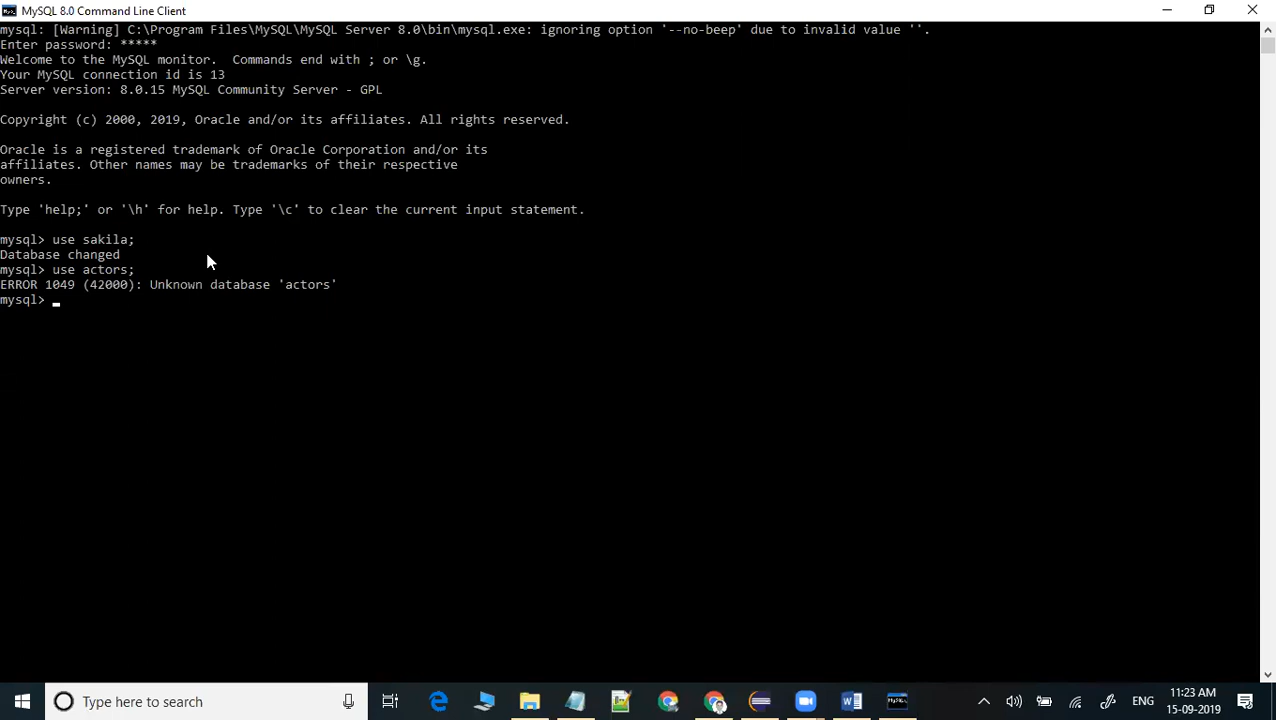 MySQL 8.0 Command Line Client
mysql: [Warning] C:\Program Files\MySQL\MySQL Server 8.0\bin\mysql.exe: ignoring option '--no-beep' due to invalid value ''.
Enter password: *****
Welcome to the MySQL monitor.  Commands end with ; or \g.
Your MySQL connection id is 13
Server version: 8.0.15 MySQL Community Server - GPL
Copyright (c) 2000, 2019, Oracle and/or its affiliates. All rights reserved.
Oracle is a registered trademark of Oracle Corporation and/or its
affiliates. Other names may be trademarks of their respective
owners.
Type 'help;' or '\h' for help. Type '\c' to clear the current input statement.
mysql> use sakila;
Database changed
mysql> use actors;
ERROR 1049 (42000): Unknown database 'actors'
mysql> _
Type here to search
ENG
11:23 AM
15-09-2019